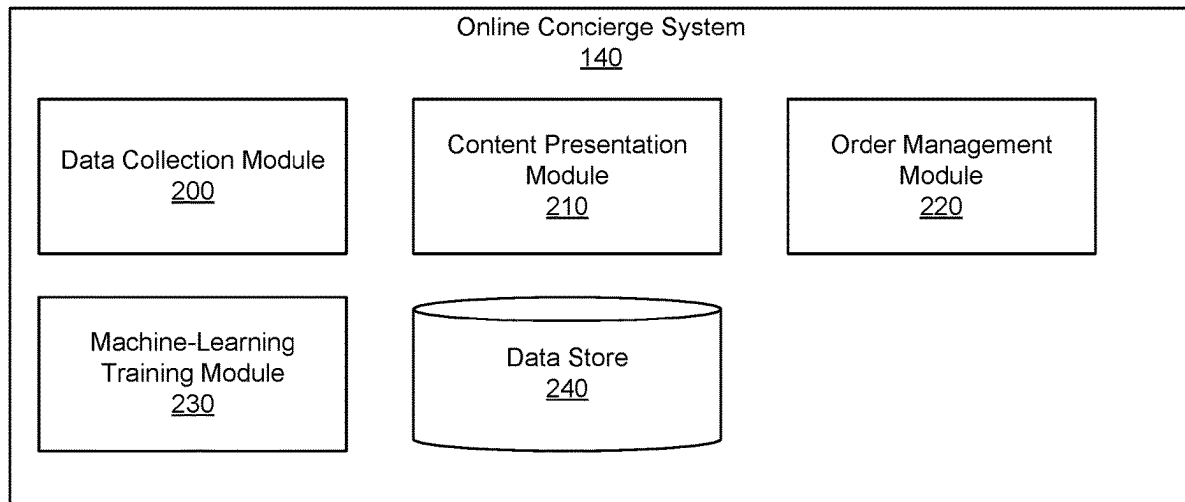 Online Concierge System
140
Data Collection Module
200
Content Presentation
Module
210
Order Management
Module
220
Machine-Learning
Training Module
230
Data Store
240